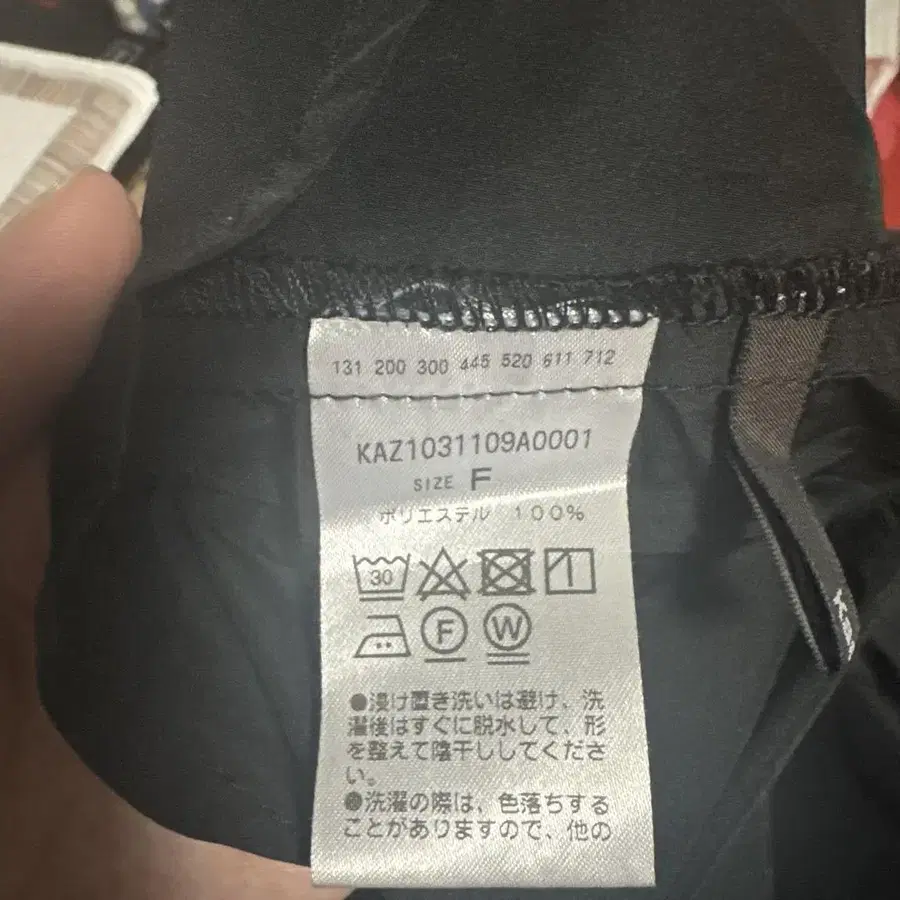 131 200 300 445 520 611 712
KAZ1031109A0001
SIZE F
ポリエステル 100%
30
F W
●浸け置き洗いは避け、洗
濯後はすぐに脱水して、形
を整えて陰干ししてくださ
い。
●洗濯の際は、色落ちする
ことがありますので、他の